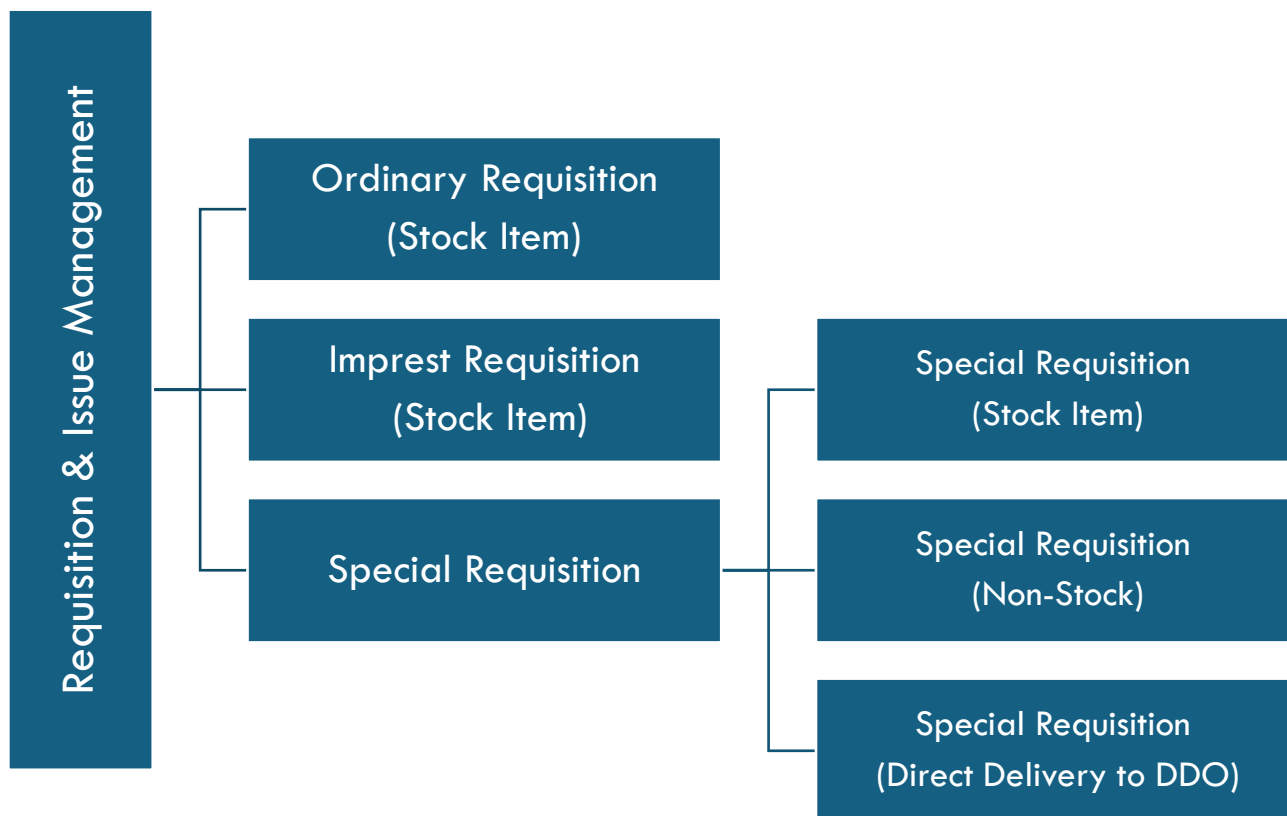 Requisition & Issue Management
Ordinary Requisition
(Stock Item)
Imprest Requisition
(Stock Item)
Special Requisition
Special Requisition
(Stock Item)
Special Requisition
(Non-Stock)
Special Requisition
(Direct Delivery to DDO)